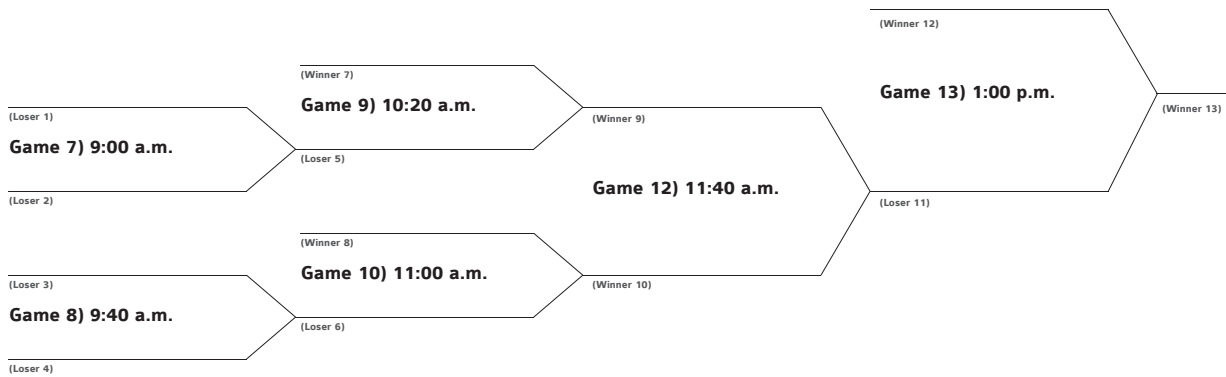 (Winner 12)
(Winner 7)
Game 13) 1:00 p.m.
Game 9) 10:20 a.m.
(Winner 13)
(Loser 1)
(Winner 9)
Game 7) 9:00 a.m.
(Loser 5)
Game 12) 11:40 a.m.
(Loser 2)
(Loser 11)
(Winner 8)
Game 10) 11:00 a.m.
(Loser 3)
(Winner 10)
Game 8) 9:40 a.m.
(Loser 6)
(Loser 4)